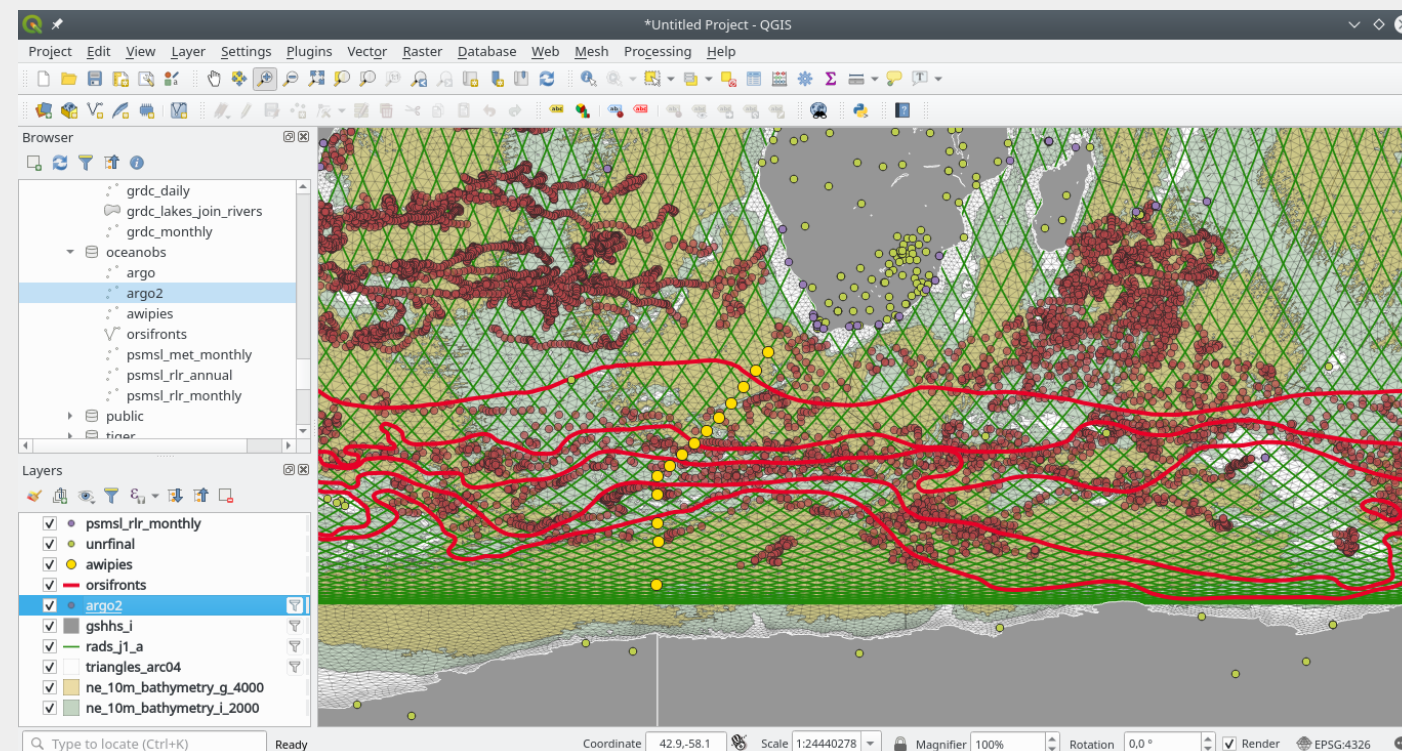 *Untitled Project - QGIS
Project Edit View Layer Settings Plugins Vector Raster Database Web Mesh Processing Help
Browser
grdc_daily
grdc_lakes_join_rivers
grdc_monthly
oceanobs
argo
argo2
awipies
orsifronts
psmsl_met_monthly
psmsl_rlr_annual
psmsl_rlr_monthly
public
tiger
Layers
psmsl_rlr_monthly
unrfinal
awipies
orsifronts
argo2
gshhs_i
rads_j1_a
triangles_arc04
ne_10m_bathymetry_g_4000
ne_10m_bathymetry_i_2000
Type to locate (Ctrl+K) Ready Coordinate 42.9,-58.1 Scale 1:24440278 Magnifier 100% Rotation 0,0 ° Render EPSG:4326